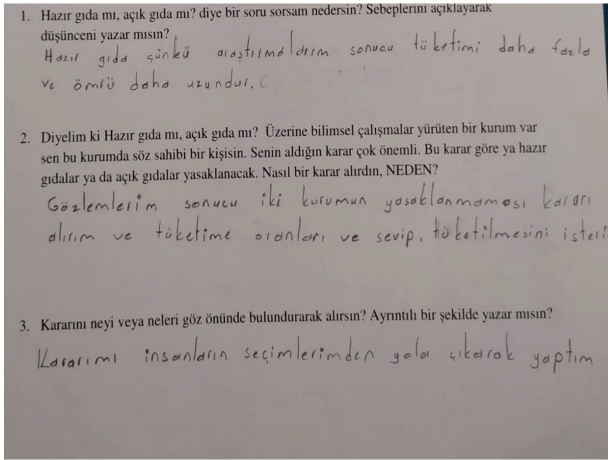 1. Hazır gıda mı, açık gıda mı? diye bir soru sorsam nedersin? Sebeplerini açıklayarak
düşünceni yazar mısın?
Hazır gıda çünkü araştırmalarım sonucu tüketimi daha fazla
ve ömrü daha uzundur.
2. Diyelim ki Hazır gıda mı, açık gıda mı? Üzerine bilimsel çalışmalar yürüten bir kurum var
sen bu kurumda söz sahibi bir kişisin. Senin aldığın karar çok önemli. Bu karar göre ya hazır
gıdalar ya da açık gıdalar yasaklanacak. Nasıl bir karar alırdın, NEDEN?
Gözlemlerim sonucu iki kurumun yasaklanmaması kararı
alırım ve tüketime oranları ve sevip, tüketilmesini isteri
3. Kararını neyi veya neleri göz önünde bulundurarak alırsın? Ayrıntılı bir şekilde yazar mısın?
Kararımı insanların seçimlerimden yola çıkarak yaptım